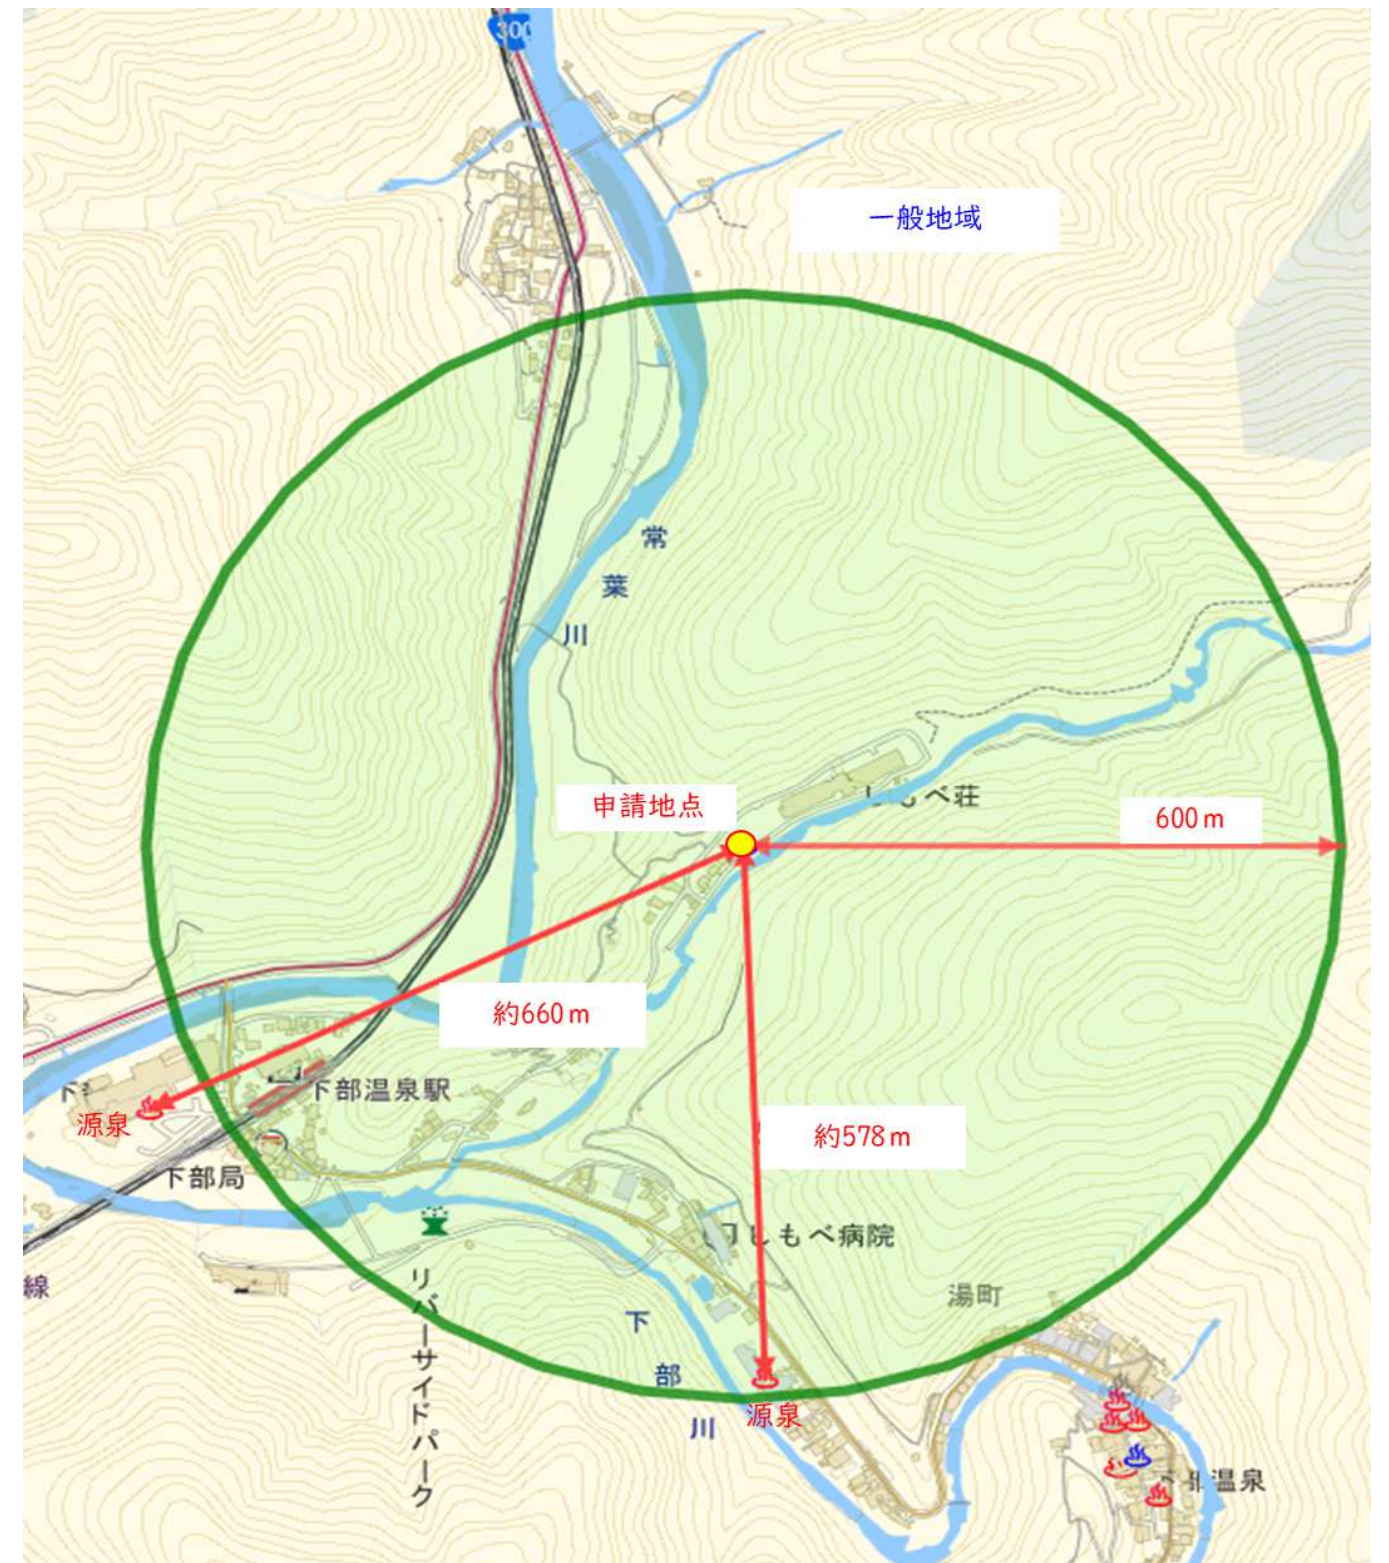 300
一般地域
常葉川
しもべ荘
申請地点
600m
約660m
下部温泉駅
源泉
約578m
下部局
しもべ病院
線
リバーサイドパーク
湯町
下部川
源泉
温泉